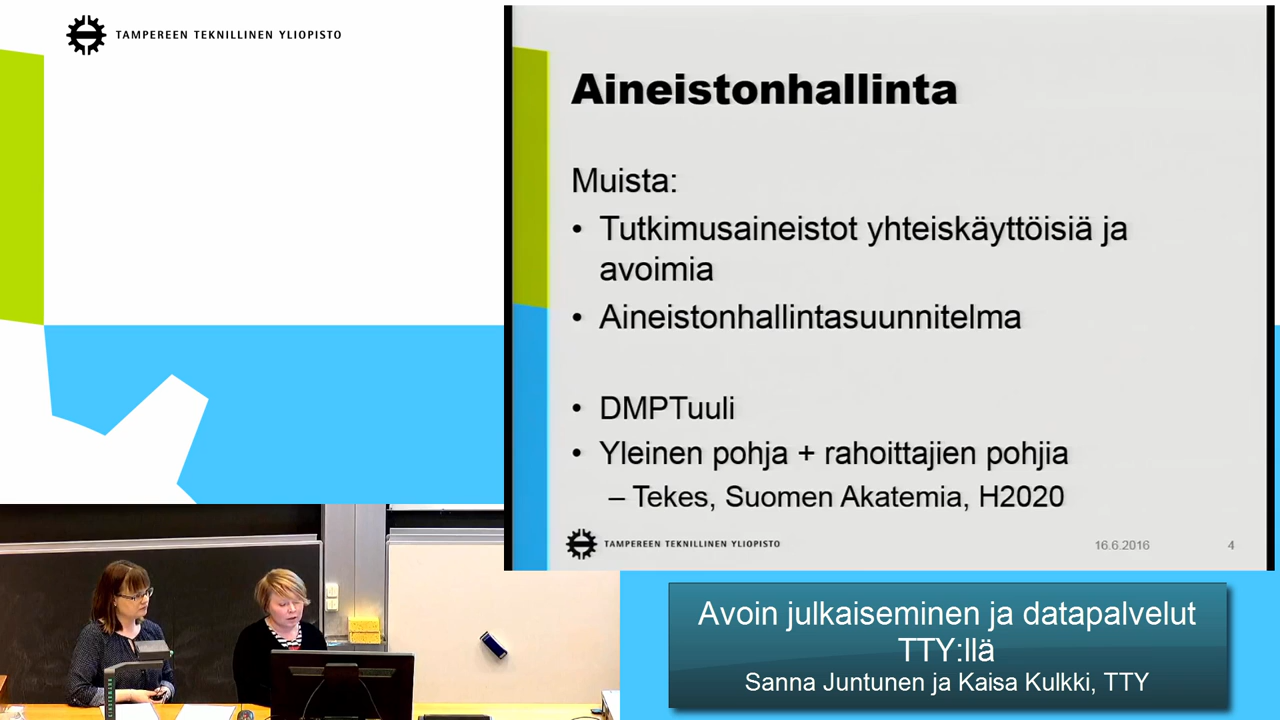 TAMPEREEN TEKNILLINEN YLIOPISTO
Aineistonhallinta
Muista:
• Tutkimusaineistot yhteiskäyttöisiä ja
avoimia
• Aineistonhallintasuunnitelma
• DMPTuuli
• Yleinen pohja + rahoittajien pohjia
– Tekes, Suomen Akatemia, H2020
TAMPEREEN TEKNILLINEN YLIOPISTO
16.6.2016
4
Avoin julkaiseminen ja datapalvelut
TTY:llä
Sanna Juntunen ja Kaisa Kulkki, TTY